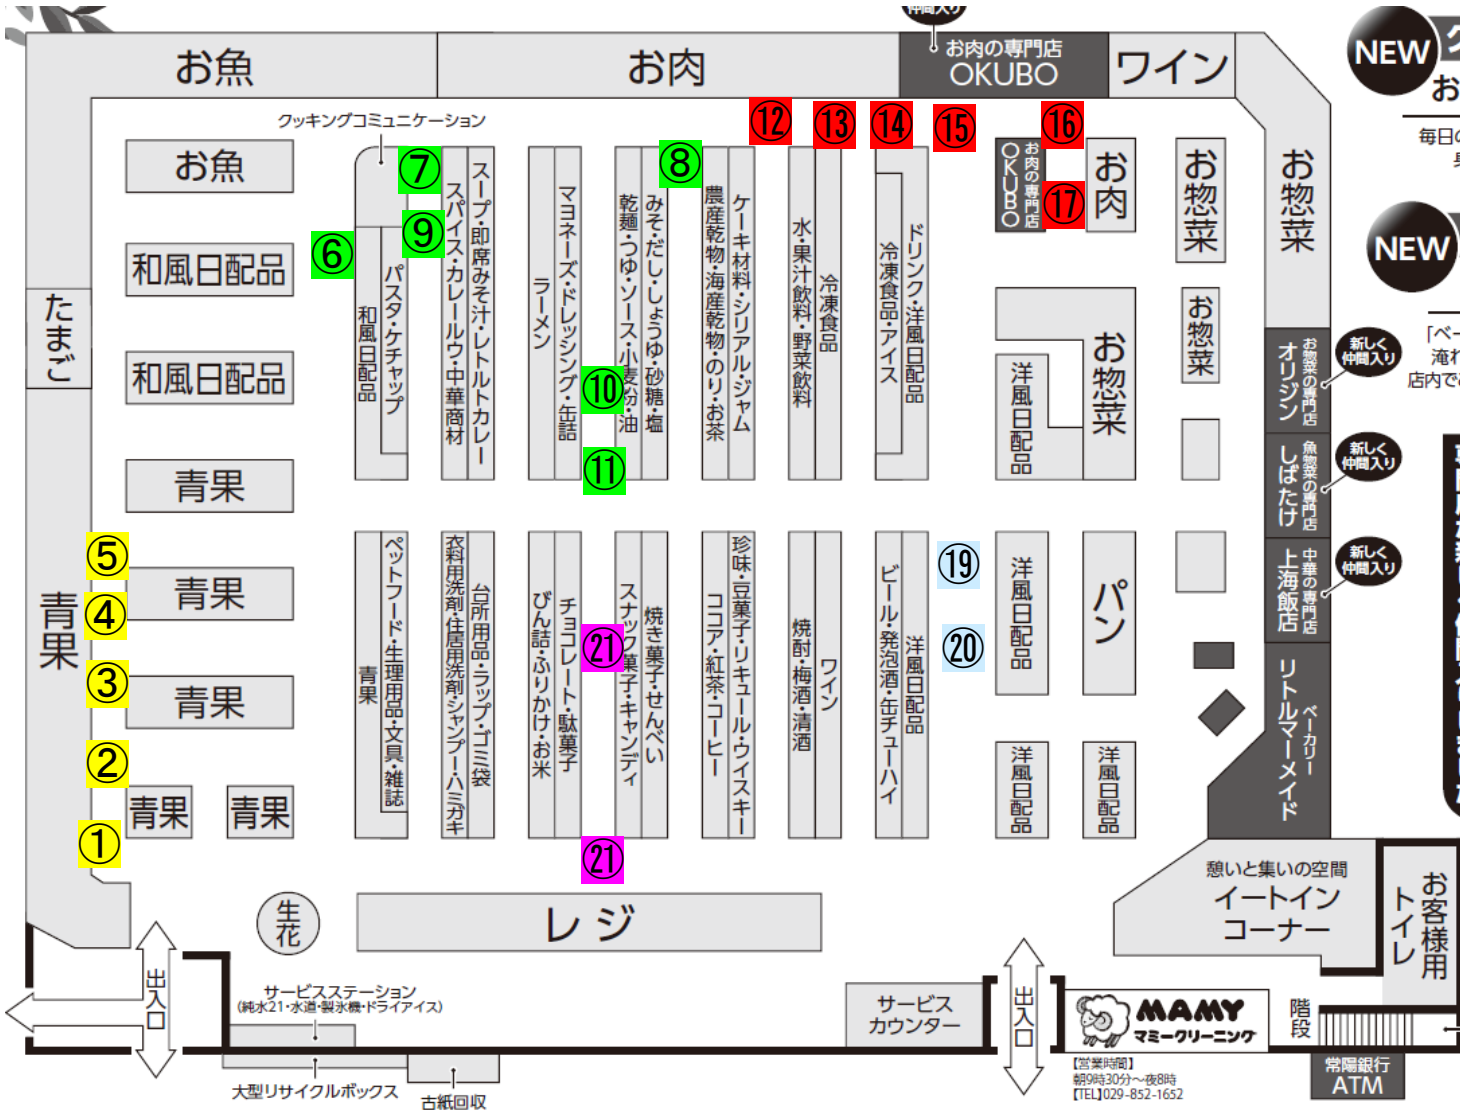 仲間入り
お魚
お肉
お肉の専門店
OKUBO
ワイン
NEW
お
毎日の
クッキングコミュニケーション
⑫
⑬
⑭
⑮
⑯
⑦
⑧
お魚
スパイス・カレールウ・中華商材
スープ・即席みそ汁・レトルトカレー
ラーメン
マヨネーズ・ドレッシング・缶詰
乾麺・つゆ・ソース・小麦粉・油
みそ・だし・しょうゆ・砂糖・塩
農産乾物・海産乾物・のり・お茶
ケーキ材料・シリアル・ジャム
水・果汁飲料・野菜飲料
冷凍食品
冷凍食品・アイス
ドリンク・洋風日配品
お肉の専門店
OKUBO
⑰
お肉
お惣菜
お惣菜
⑥
⑨
和風日配品
和風日配品
パスタ・ケチャップ
NEW
たまご
和風日配品
⑩
⑪
洋風日配品
お惣菜
お惣菜
お惣菜の専門店
オリジン
新しく
仲間入り
「ベー
淹れ
店内で
青果
魚惣菜の専門店
しばたけ
新しく
仲間入り
⑤
④
③
②
①
青果
青果
青果
青果
青果
青果
ペットフード・生理用品・文具・雑誌
衣料用洗剤・住居用洗剤・シャンプー・ハミガキ
台所用品・ラップ・ゴミ袋
びん詰・ふりかけ・お米
チョコレート・駄菓子
スナック菓子・キャンディ
焼き菓子・せんべい
ココア・紅茶・コーヒー
珍味・豆菓子・リキュール・ウイスキー
焼酎・梅酒・清酒
ワイン
ビール・発泡酒・缶チューハイ
洋風日配品
⑲
⑳
㉑
㉑
洋風日配品
パン
洋風日配品
洋風日配品
中華の専門店
上海飯店
新しく
仲間入り
ベーカリー
リトルマーメイド
生花
レジ
憩いと集いの空間
イートイン
コーナー
お客様用
トイレ
出入口
サービスステーション
(純水21・水道・製氷機・ドライアイス)
大型リサイクルボックス
古紙回収
サービス
カウンター
出入口
MAMY
マミークリーニング
【営業時間】
朝9時30分〜夜8時
【TEL】029-852-1652
階段
常陽銀行
ATM